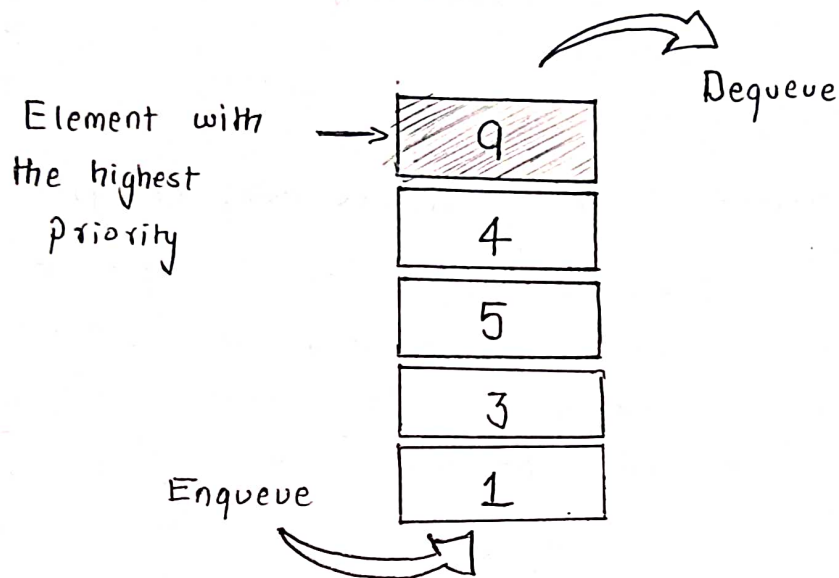 Dequeue
Element with
the highest
Priority
9
4
5
3
1
Enqueue